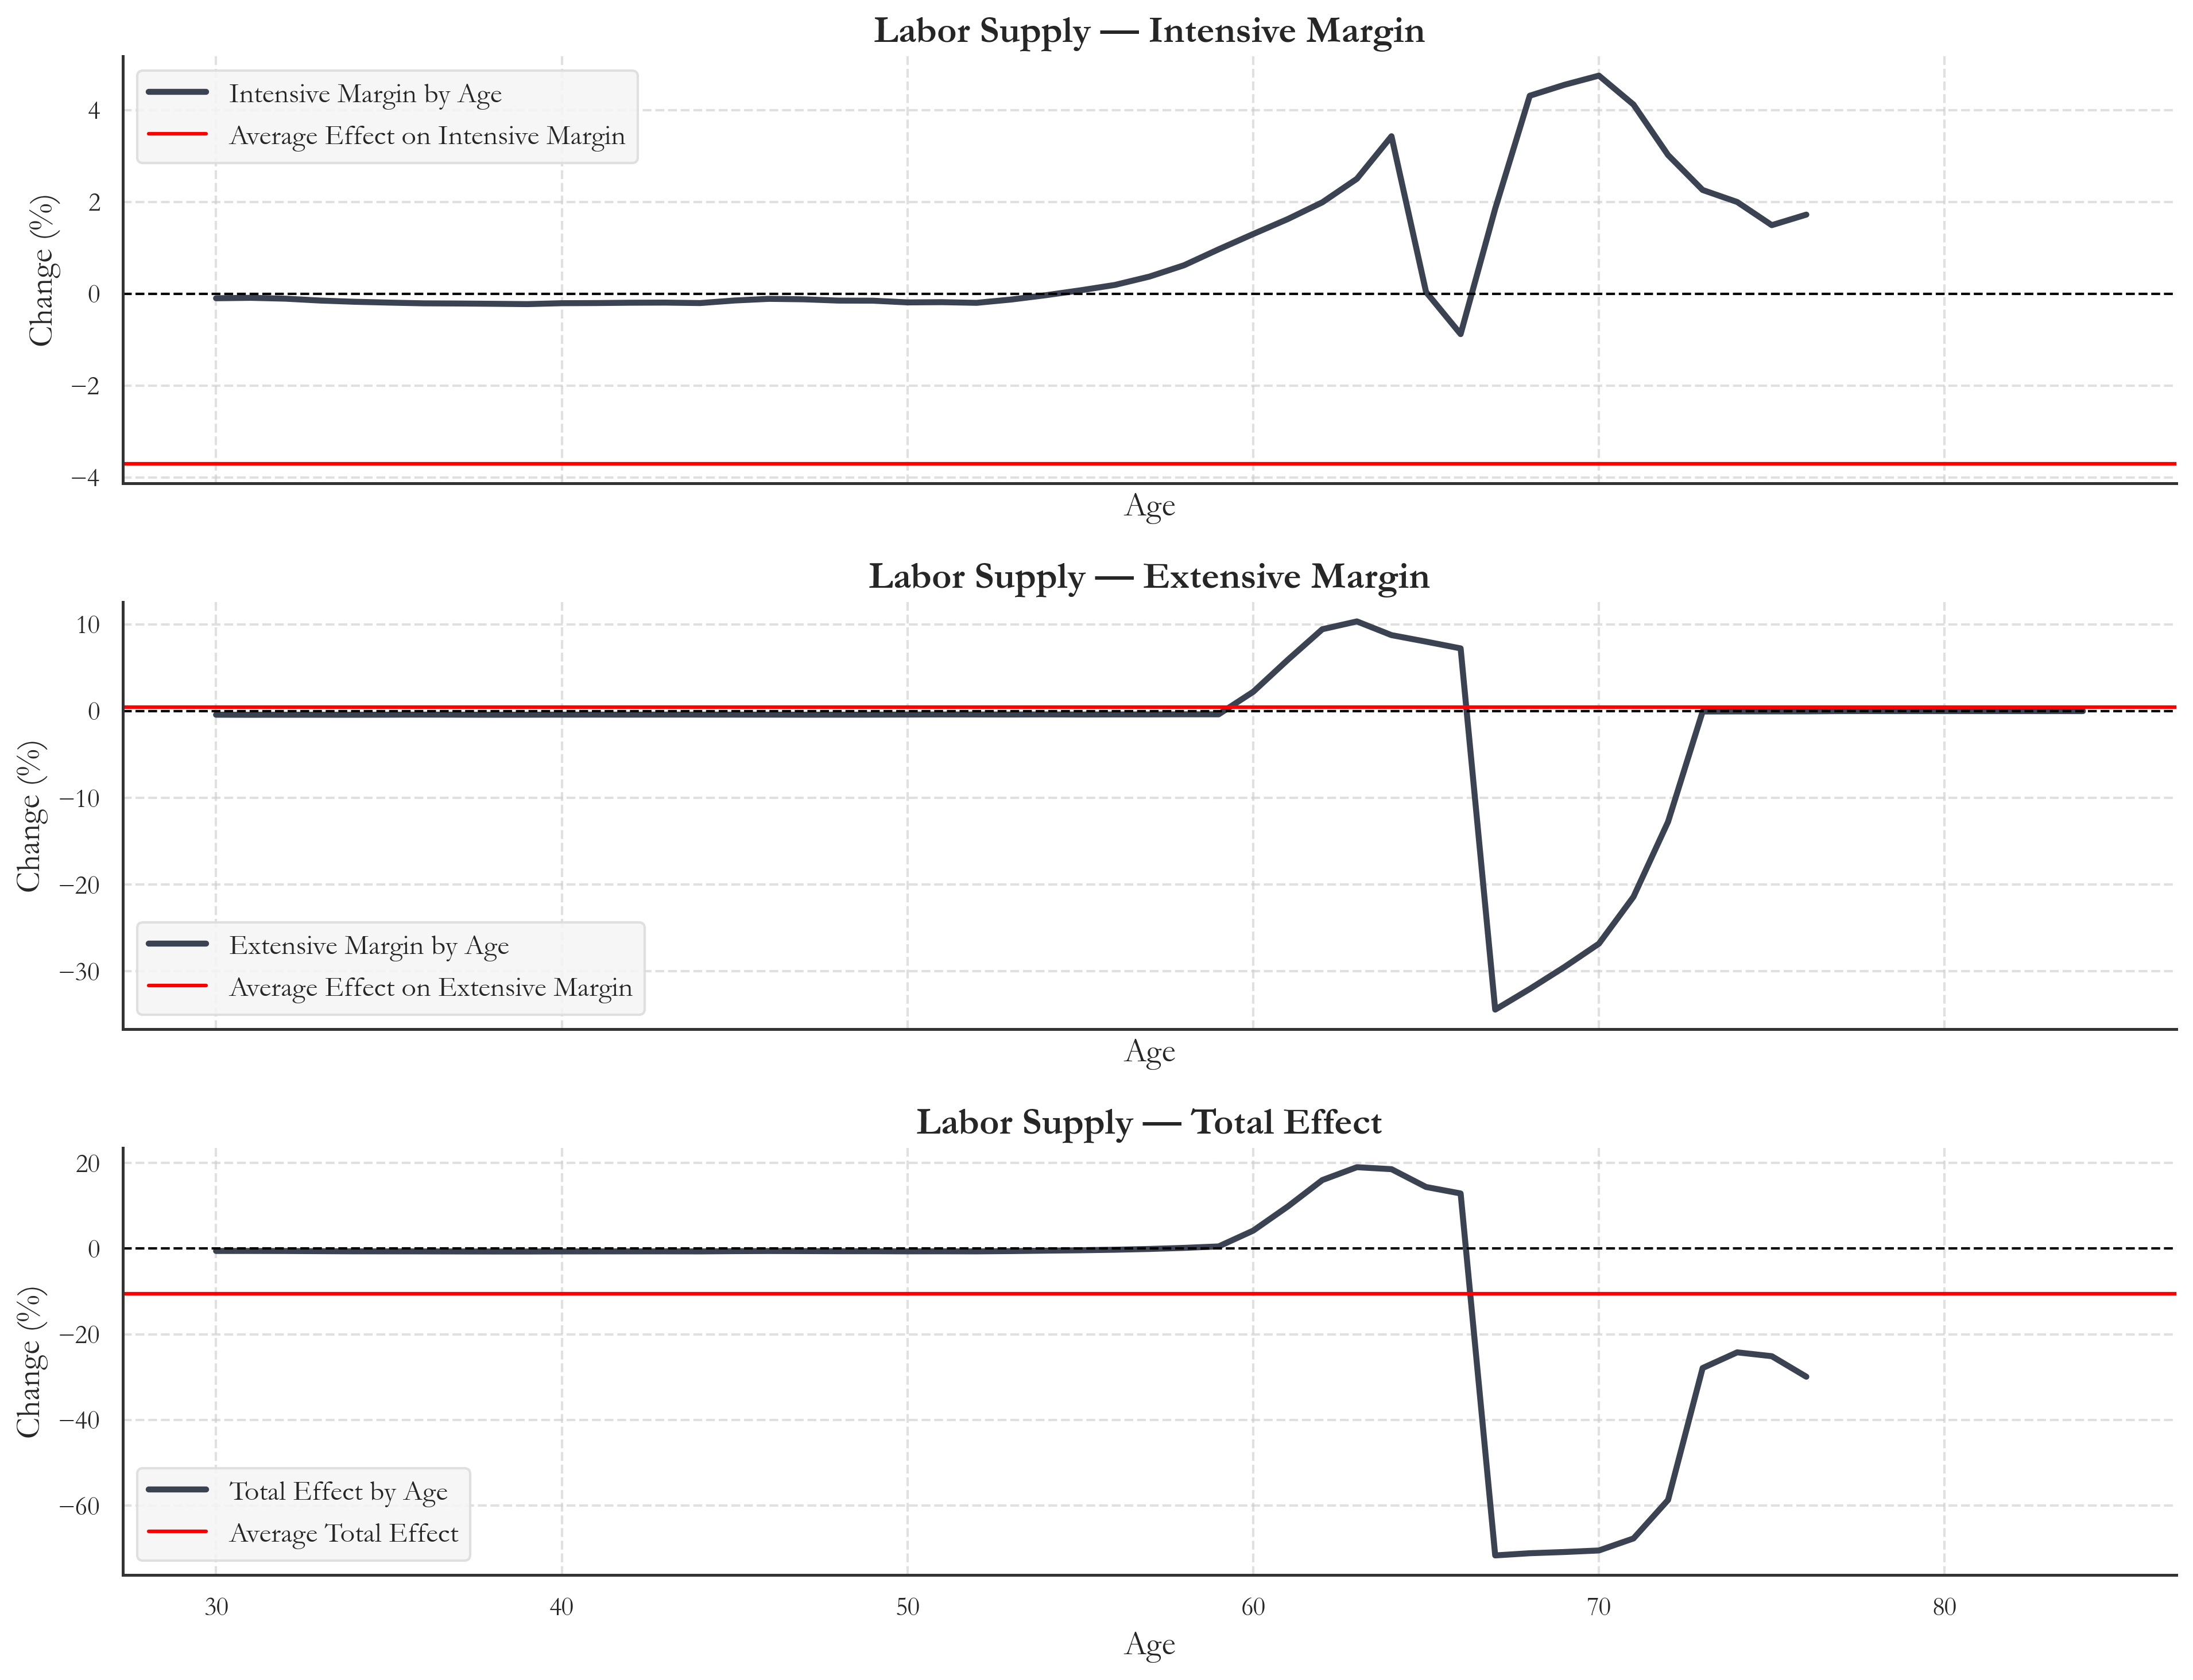 Labor Supply — Intensive Margin
Change (%)
4
2
0
−2
−4
Intensive Margin by Age
Average Effect on Intensive Margin
Age
Labor Supply — Extensive Margin
Change (%)
10
0
−10
−20
−30
Extensive Margin by Age
Average Effect on Extensive Margin
Age
Labor Supply — Total Effect
Change (%)
20
0
−20
−40
−60
Total Effect by Age
Average Total Effect
30 40 50 60 70 80
Age